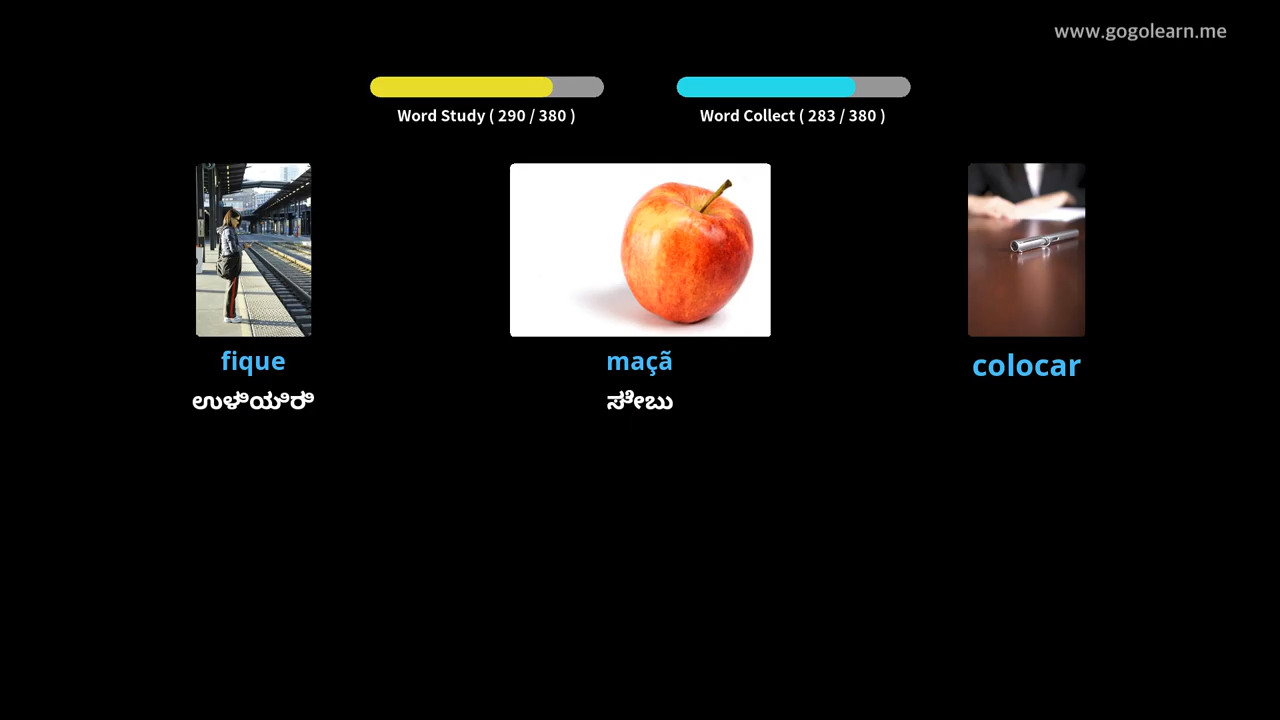 www.gogolearn.me
Word Study ( 290 / 380 )
Word Collect ( 283 / 380 )
fique
ಉಳಿಯಿರಿ
maçã
ಸೇಬು
colocar